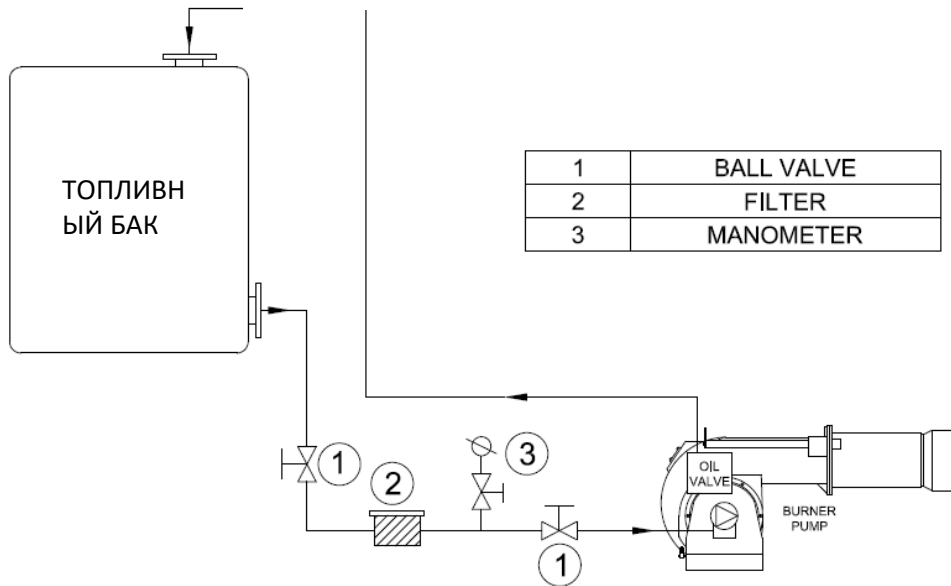 ТОПЛИВН
ЫЙ БАК
1 BALL VALVE
2 FILTER
3 MANOMETER
1
2
3
1
OIL
VALVE
BURNER
PUMP